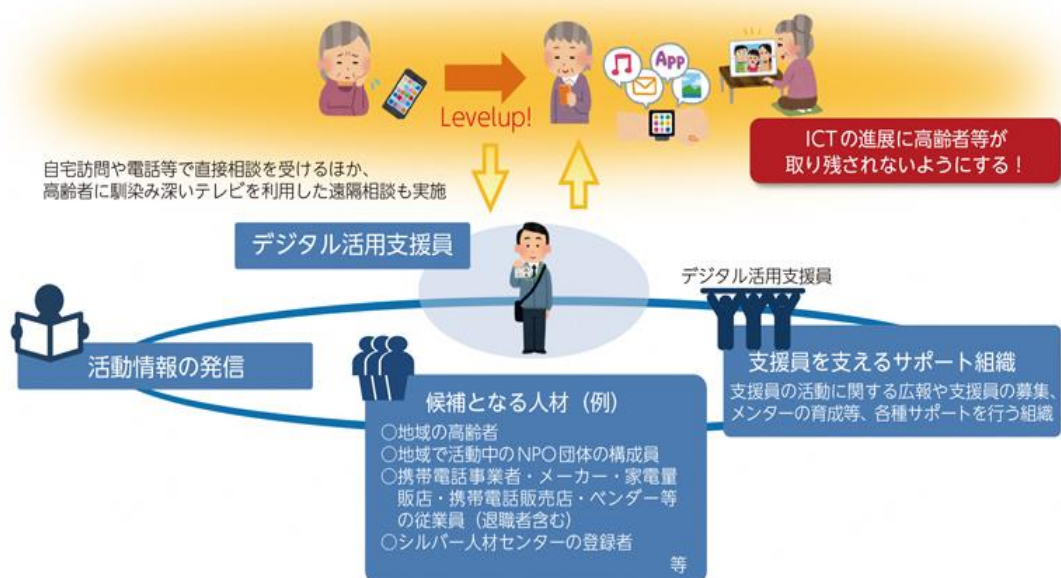 App
Levelup!
ICTの進展に高齢者等が
取り残されないようにする！
自宅訪問や電話等で直接相談を受けるほか、
高齢者に馴染み深いテレビを利用した遠隔相談も実施
デジタル活用支援員
デジタル活用支援員
活動情報の発信
支援員を支えるサポート組織
支援員の活動に関する広報や支援員の募集、
メンターの育成等、各種サポートを行う組織
候補となる人材（例）
○地域の高齢者
○地域で活動中のNPO団体の構成員
○携帯電話事業者・メーカー・家電量
販店・携帯電話販売店・ベンダー等
の従業員（退職者含む）
○シルバー人材センターの登録者
等